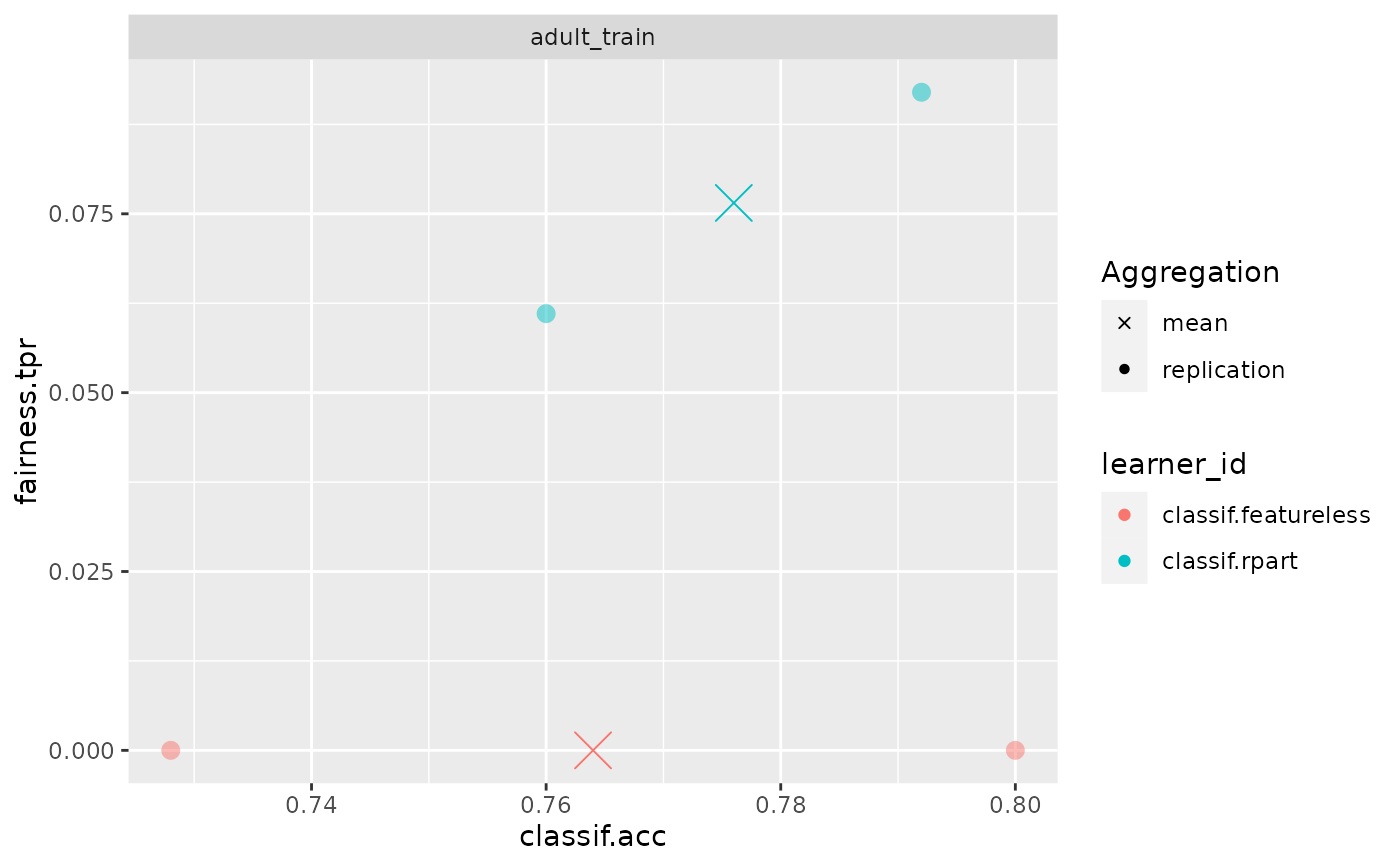 adult_train
fairness.tpr
0.075
0.050
0.025
0.000
0.74
0.76
0.78
0.80
classif.acc
Aggregation
mean
replication
learner_id
classif.featureless
classif.rpart